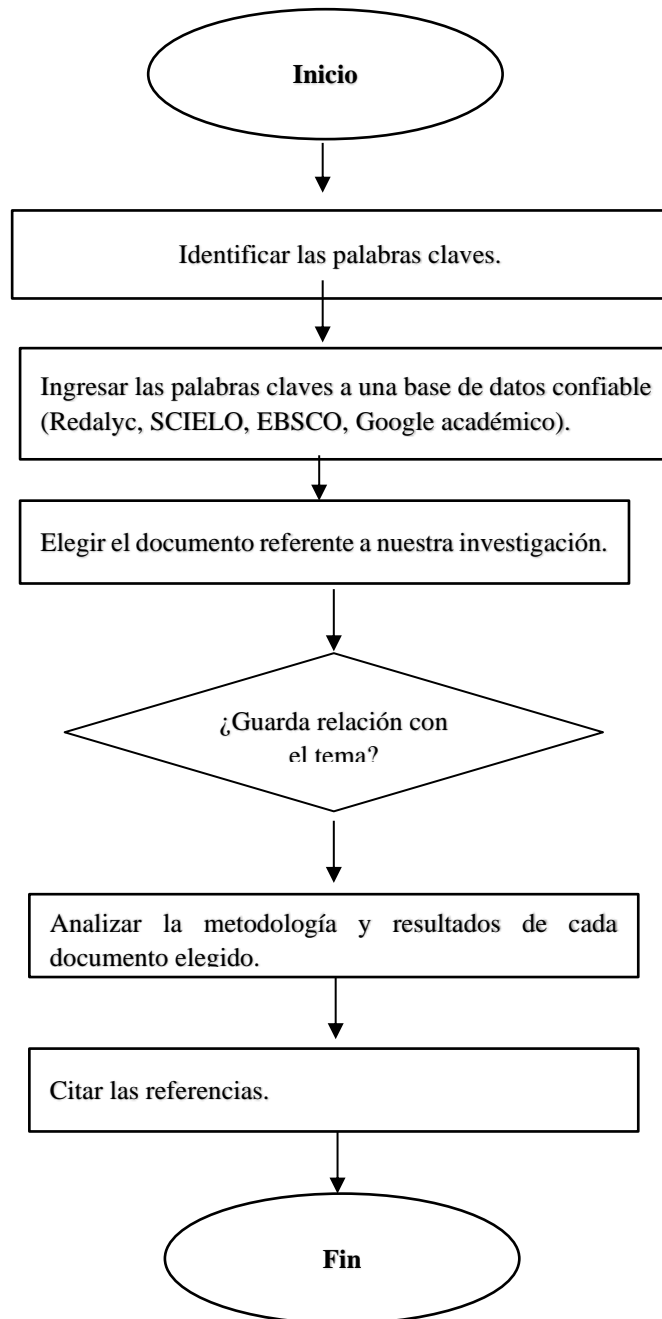 Inicio
Identificar las palabras claves.
Ingresar las palabras claves a una base de datos confiable
(Redalyc, SCIELO, EBSCO, Google académico).
Elegir el documento referente a nuestra investigación.
¿Guarda relación con
el tema?
Analizar la metodología y resultados de cada
documento elegido.
Citar las referencias.
Fin